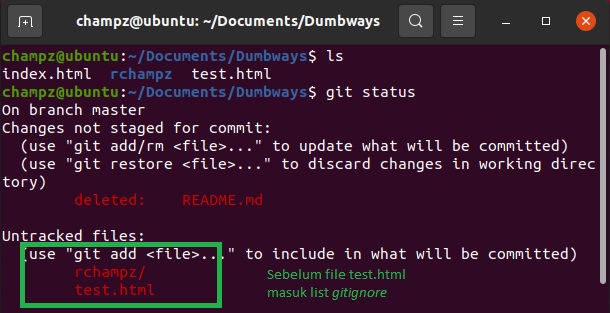 champz@ubuntu: ~/Documents/Dumbways
champz@ubuntu:~/Documents/Dumbways$ ls
index.html  rchampz  test.html
champz@ubuntu:~/Documents/Dumbways$ git status
On branch master
Changes not staged for commit:
  (use "git add/rm <file>..." to update what will be committed)
  (use "git restore <file>..." to discard changes in working direc
tory)
        deleted:    README.md
Untracked files:
  (use "git add <file>..." to include in what will be committed)
        rchampz/
        test.html
Sebelum file test.html
masuk list gitignore